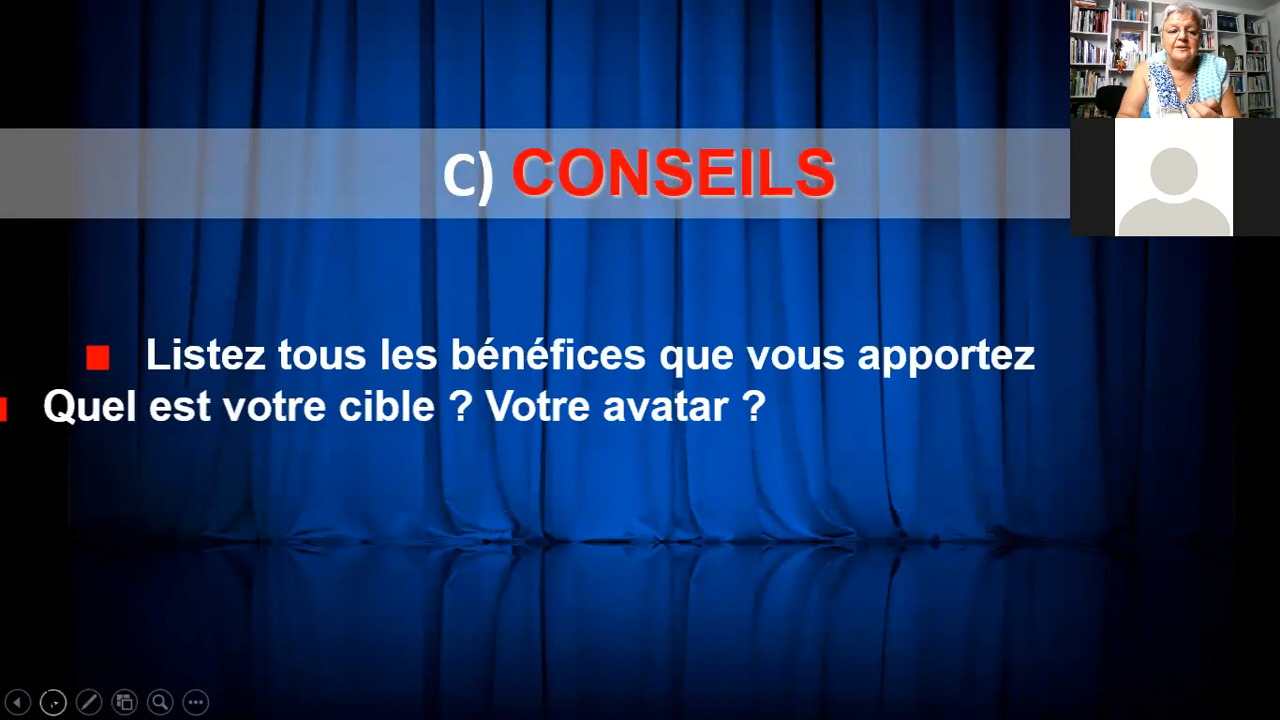 C) CONSEILS
Listez tous les bénéfices que vous apportez
Quel est votre cible ? Votre avatar ?